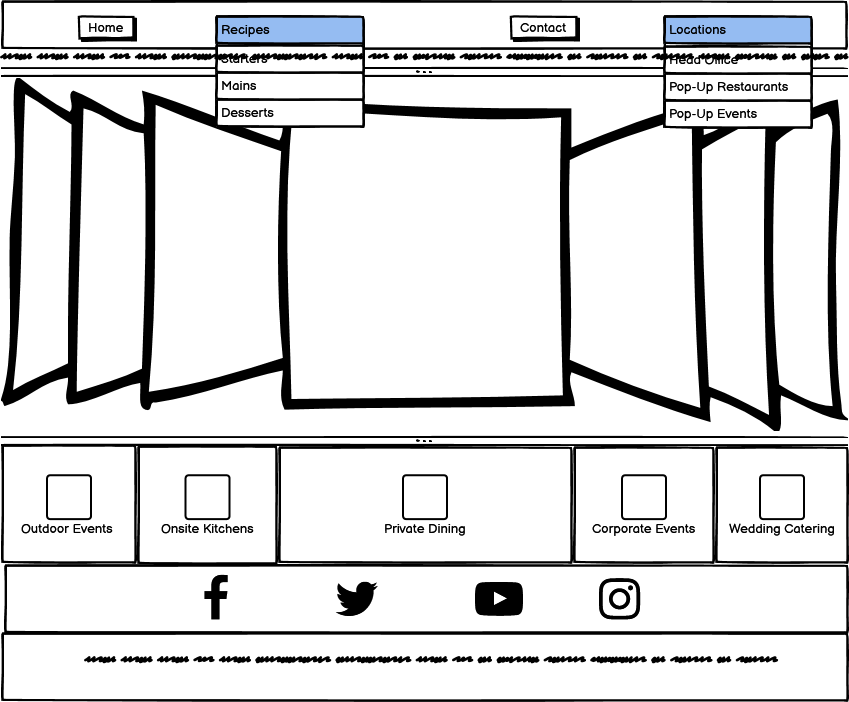 Home
Recipes
Contact
Locations
Starters
Head Office
Mains
Pop-Up Restaurants
Desserts
Pop-Up Events
Outdoor Events
Onsite Kitchens
Private Dining
Corporate Events
Wedding Catering